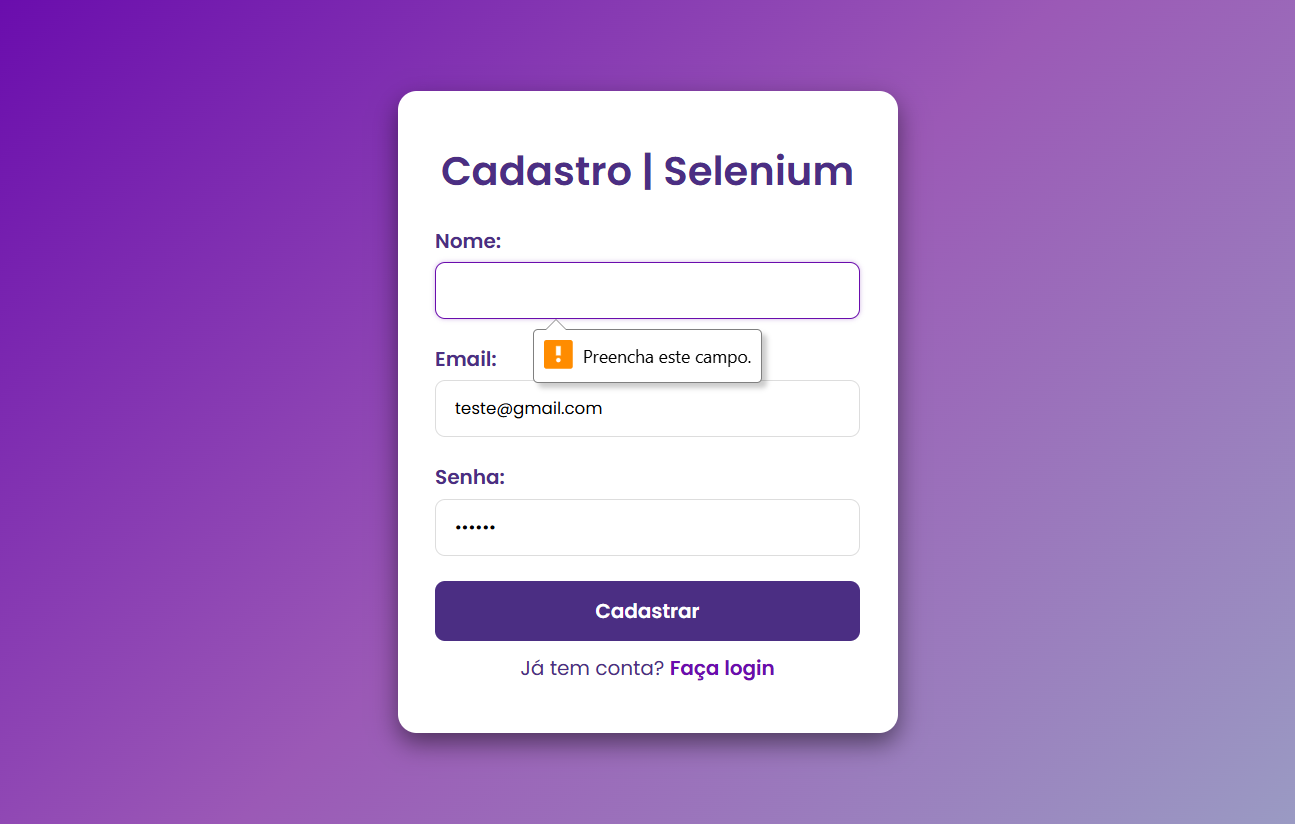 Cadastro | Selenium
Nome:
Preencha este campo.
Email:
teste@gmail.com
Senha:
••••••
Cadastrar
Já tem conta? Faça login